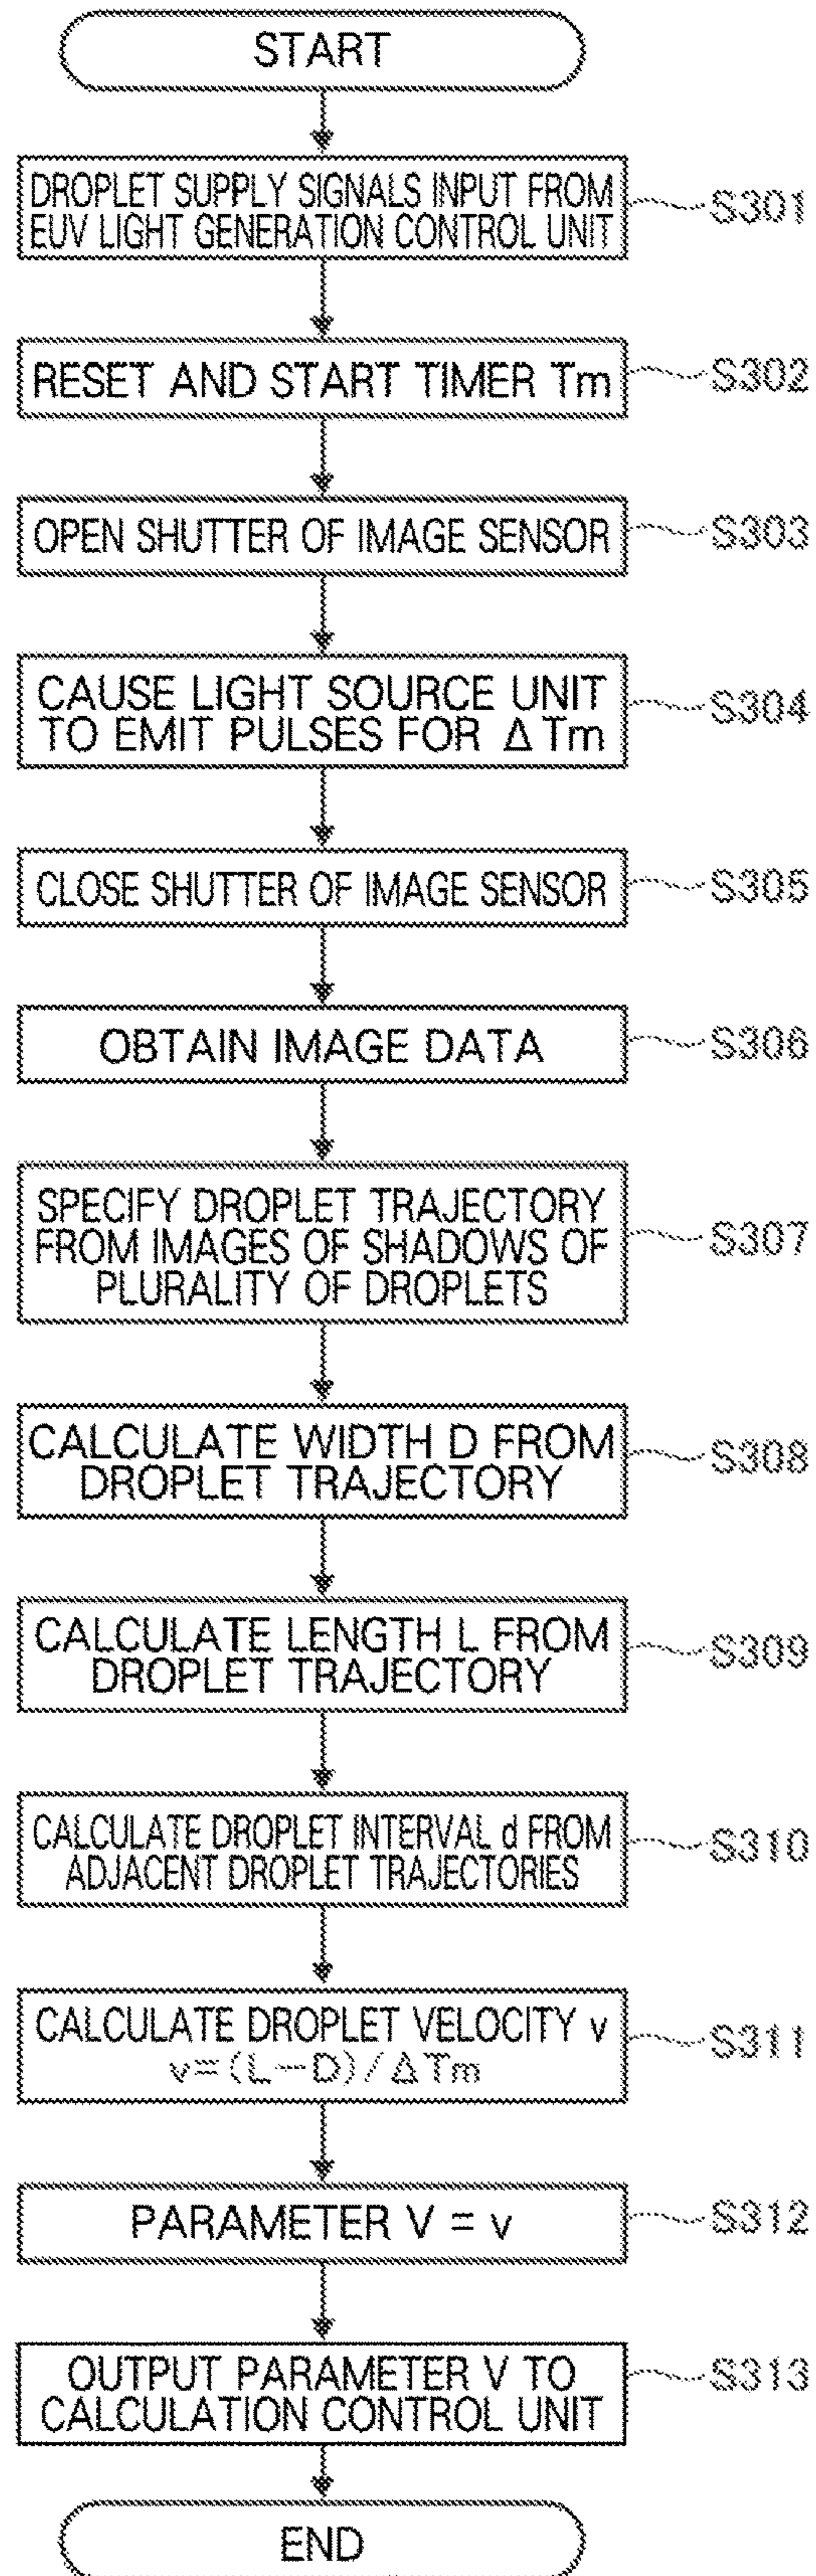 START
DROPLET SUPPLY SIGNALS INPUT FROM
EUV LIGHT GENERATION CONTROL UNIT
S301
RESET AND START TIMER Tm
S302
OPEN SHUTTER OF IMAGE SENSOR
S303
CAUSE LIGHT SOURCE UNIT
TO EMIT PULSES FOR ΔTm
S304
CLOSE SHUTTER OF IMAGE SENSOR
S305
OBTAIN IMAGE DATA
S306
SPECIFY DROPLET TRAJECTORY
FROM IMAGES OF SHADOWS OF
PLURALITY OF DROPLETS
S307
CALCULATE WIDTH D FROM
DROPLET TRAJECTORY
S308
CALCULATE LENGTH L FROM
DROPLET TRAJECTORY
S309
CALCULATE DROPLET INTERVAL d FROM
ADJACENT DROPLET TRAJECTORIES
S310
CALCULATE DROPLET VELOCITY v
v=(L-D)/ΔTm
S311
PARAMETER V = v
S312
OUTPUT PARAMETER V TO
CALCULATION CONTROL UNIT
S313
END